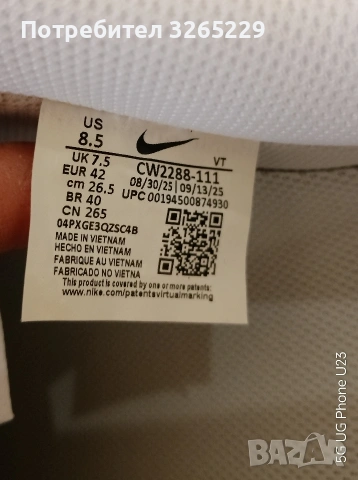 Потребител 3265229
US
8.5
UK 7.5
EUR 42
cm 26.5
BR 40
CN 265
VT
CW2288-111
08/30/25 09/13/25
UPC 00194500874930
04PXGE3QZSC4B
MADE IN VIETNAM
HECHO EN VIETNAM
FABRIQUE AU VIETNAM
FABRICADO NO VIETNA
This product is covered by one or more patents. See
www.nike.com/patentsvirtualmarking
5G UG Phone U23
BAZAR